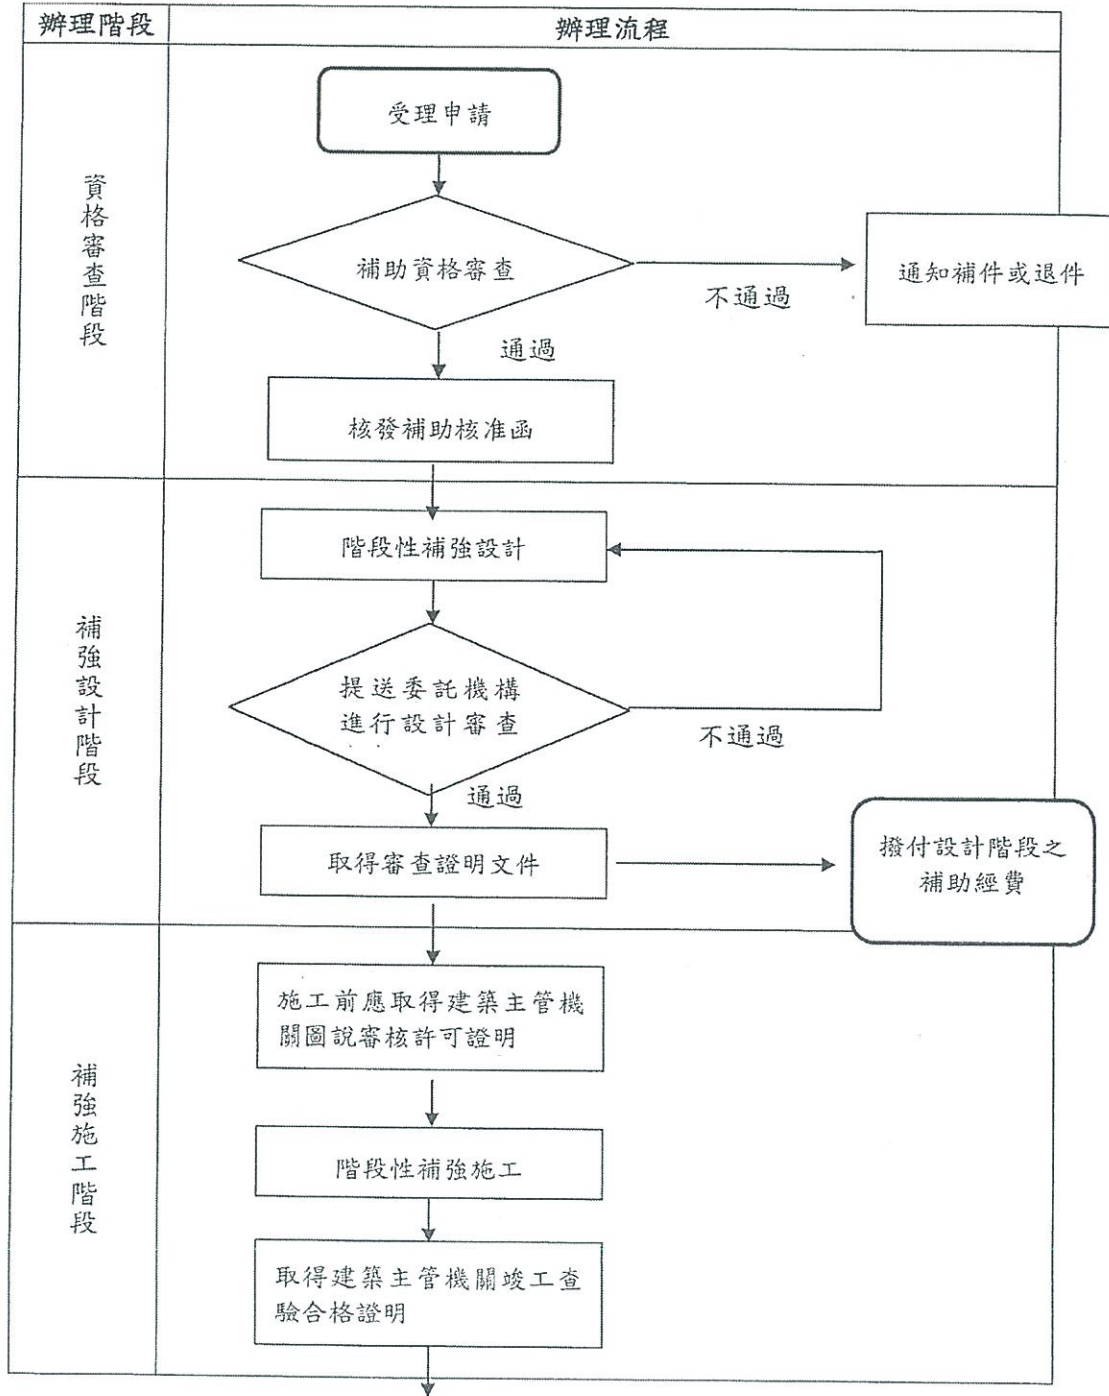 辦理階段
辦理流程
資格審查階段
受理申請
補助資格審查
不通過
通知補件或退件
通過
核發補助核准函
補強設計階段
階段性補強設計
提送委託機構
進行設計審查
不通過
通過
取得審查證明文件
撥付設計階段之
補助經費
補強施工階段
施工前應取得建築主管機
關圖說審核許可證明
階段性補強施工
取得建築主管機關竣工查
驗合格證明